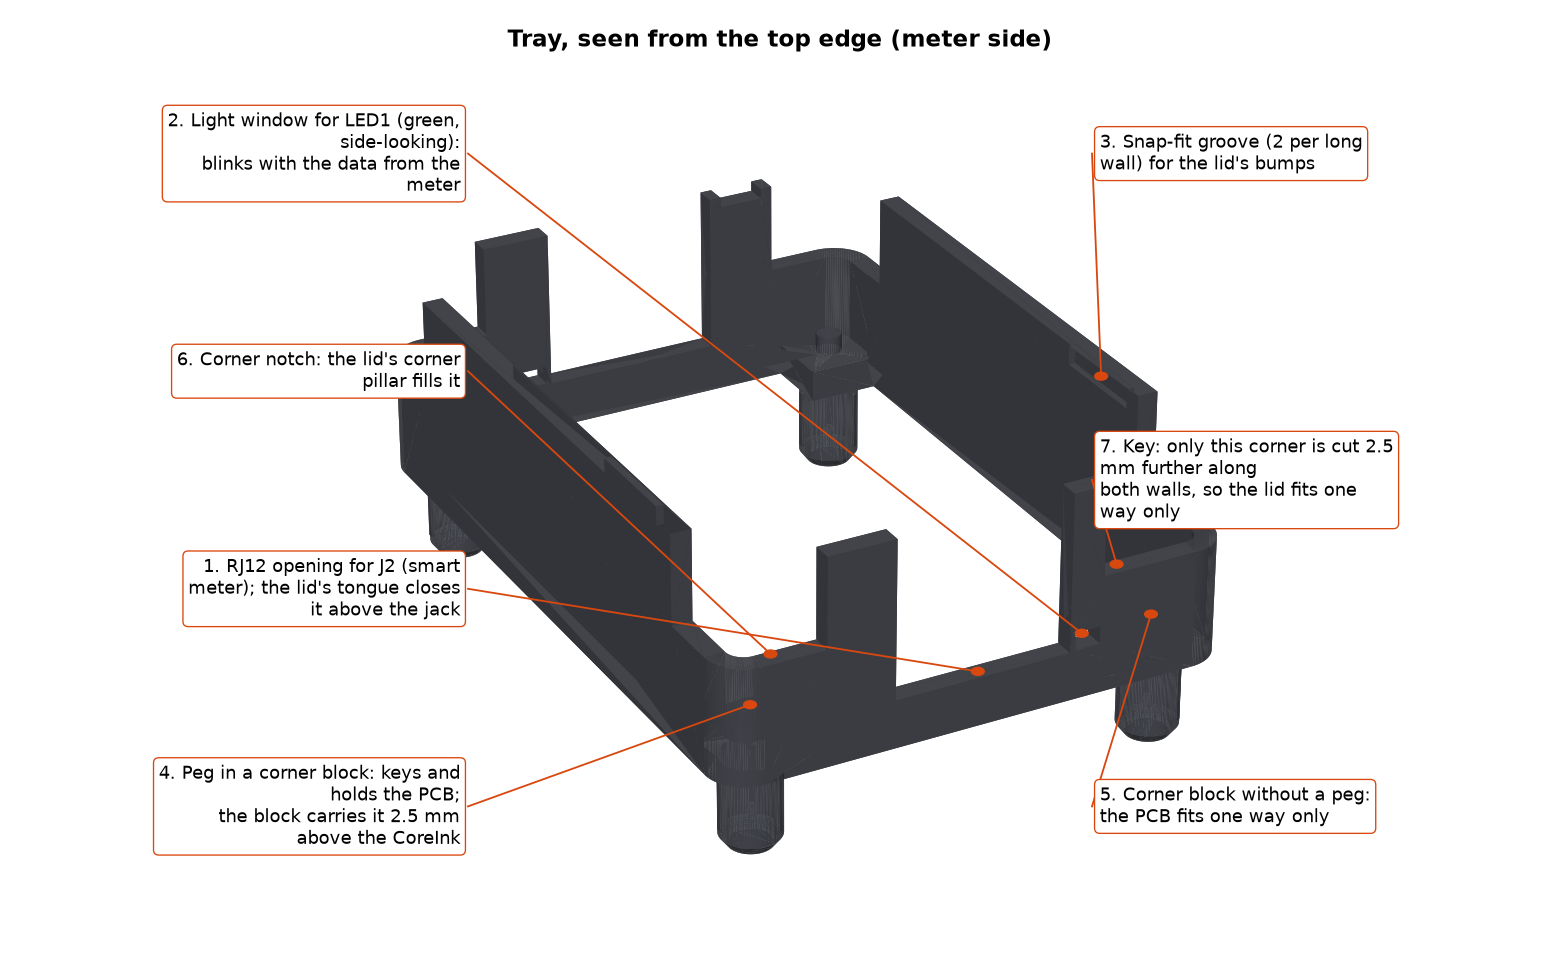 Tray, seen from the top edge (meter side)
2. Light window for LED1 (green,
side-looking):
blinks with the data from the
meter
3. Snap-fit groove (2 per long
wall) for the lid's bumps
6. Corner notch: the lid's corner
pillar fills it
7. Key: only this corner is cut 2.5
mm further along
both walls, so the lid fits one
way only
1. RJ12 opening for J2 (smart
meter); the lid's tongue closes
it above the jack
4. Peg in a corner block: keys and
holds the PCB;
the block carries it 2.5 mm
above the CoreInk
5. Corner block without a peg:
the PCB fits one way only